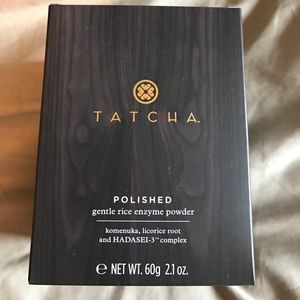 TATCHA.
POLISHED
gentle rice enzyme powder
komenuka, licorice root
and HADASEI-3™ complex
℮ NET WT. 60g 2.1 oz.